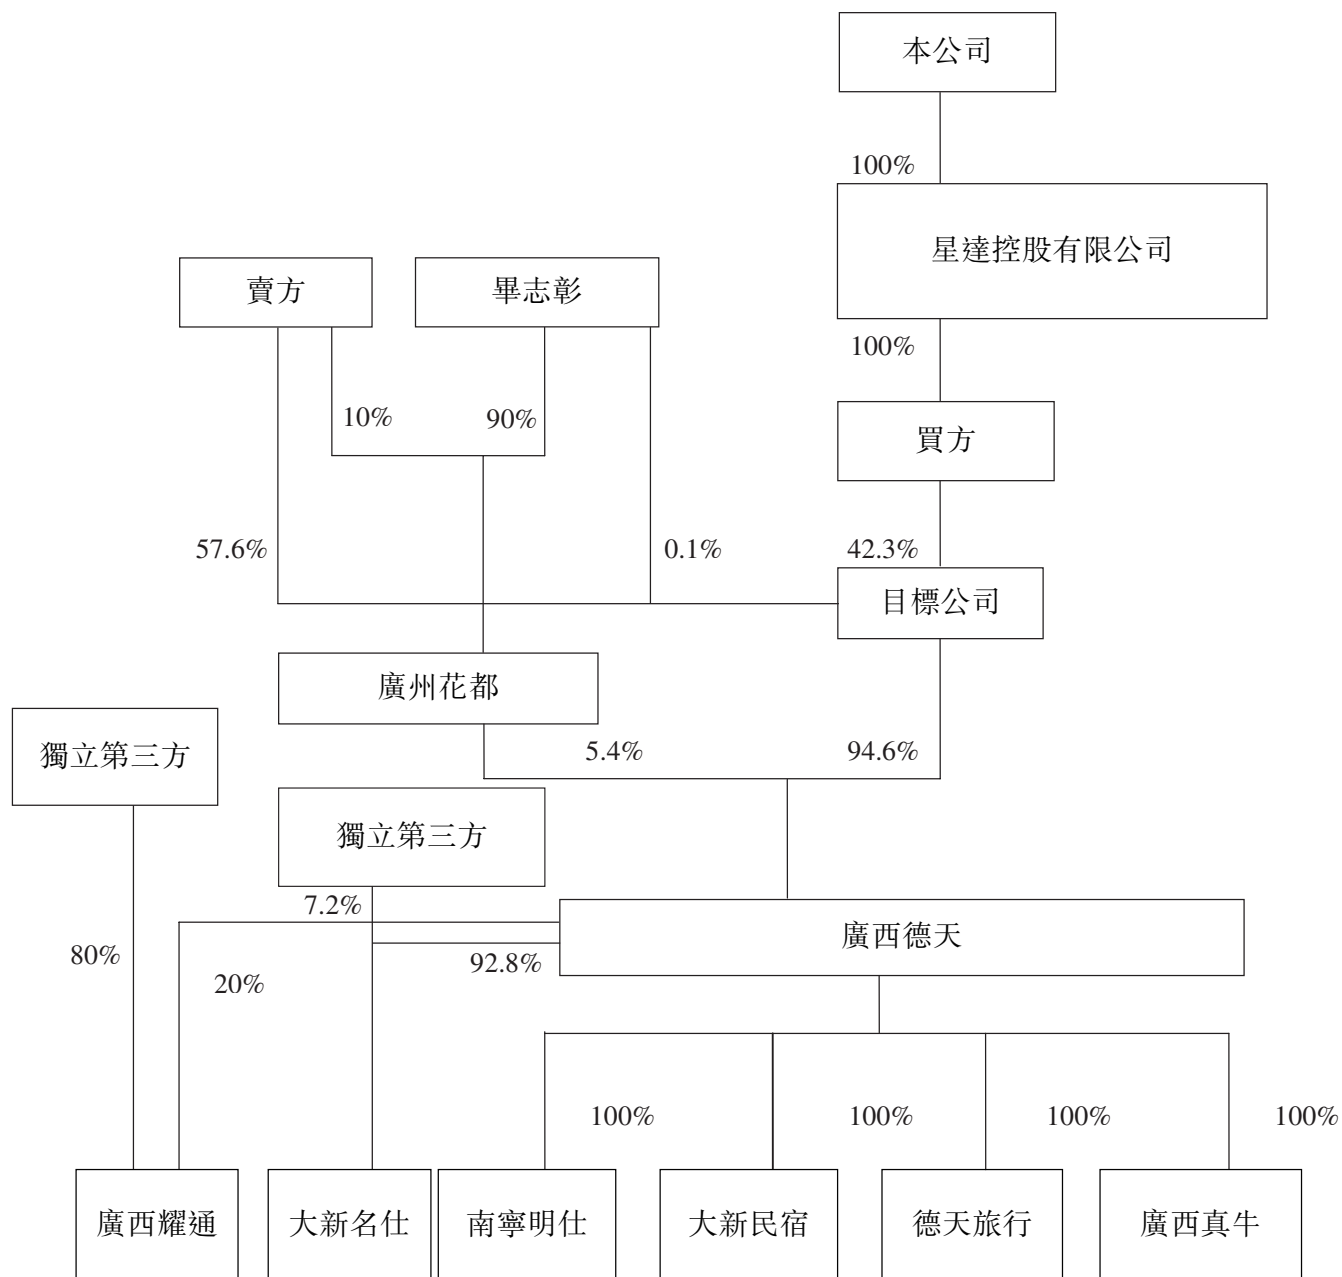 本公司
100%
星達控股有限公司
賣方
畢志彰
100%
10%
90%
買方
57.6%
0.1%
42.3%
目標公司
廣州花都
獨立第三方
5.4%
94.6%
獨立第三方
7.2%
廣西德天
80%
92.8%
20%
100%
100%
100%
100%
廣西耀通
大新名仕
南寧明仕
大新民宿
德天旅行
廣西真牛